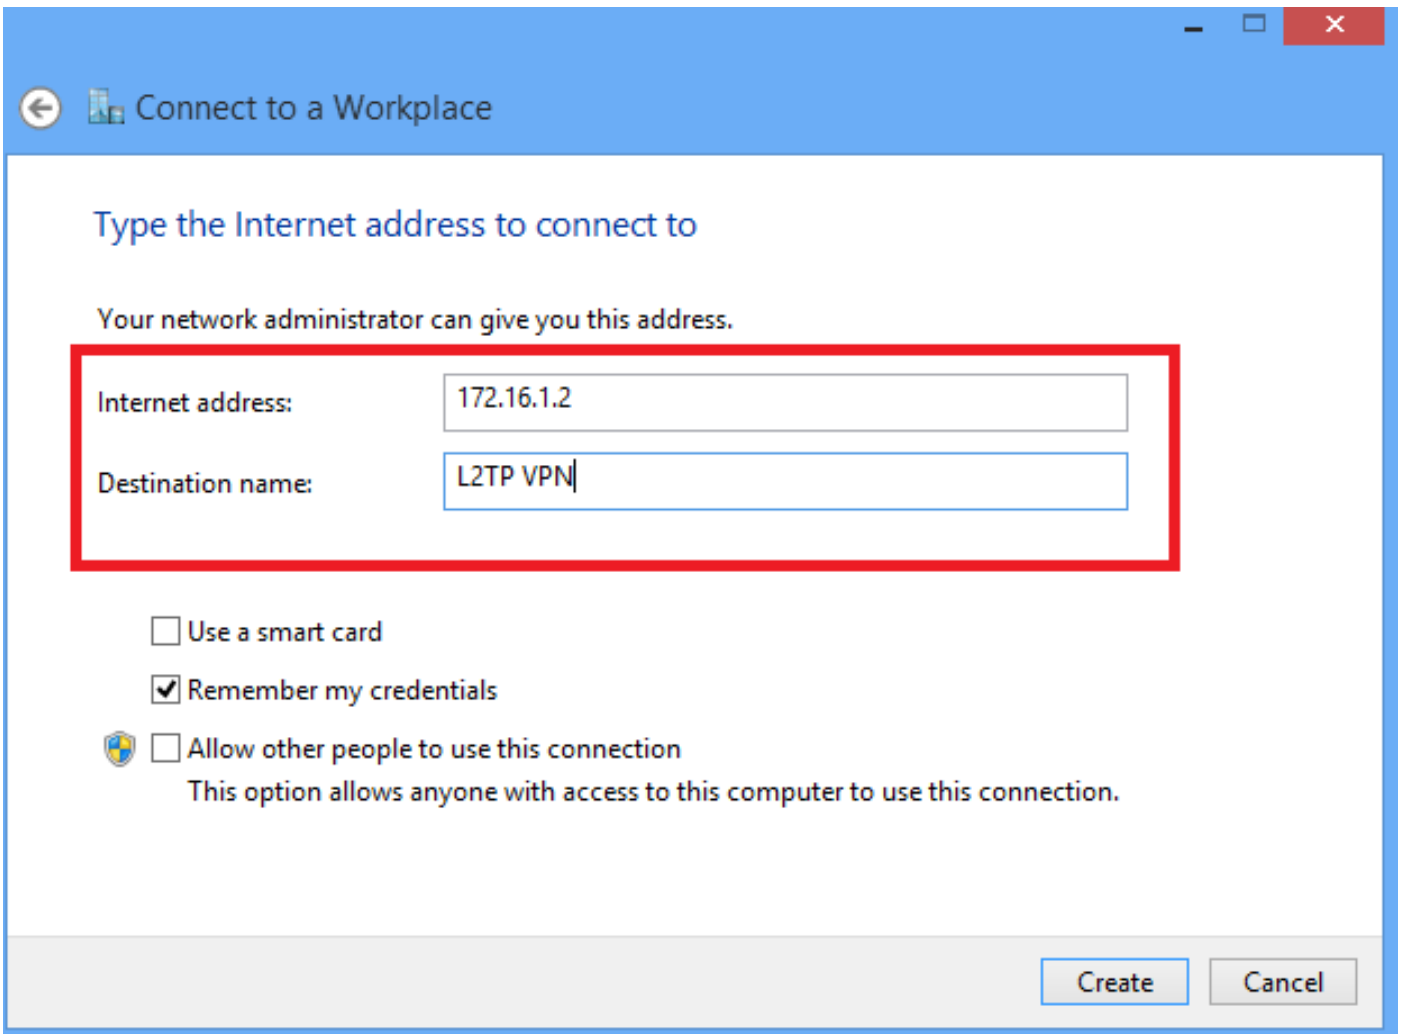 Connect to a Workplace
Type the Internet address to connect to
Your network administrator can give you this address.
Internet address: 172.16.1.2
Destination name: L2TP VPN
Use a smart card
Remember my credentials
Allow other people to use this connection
This option allows anyone with access to this computer to use this connection.
Create Cancel